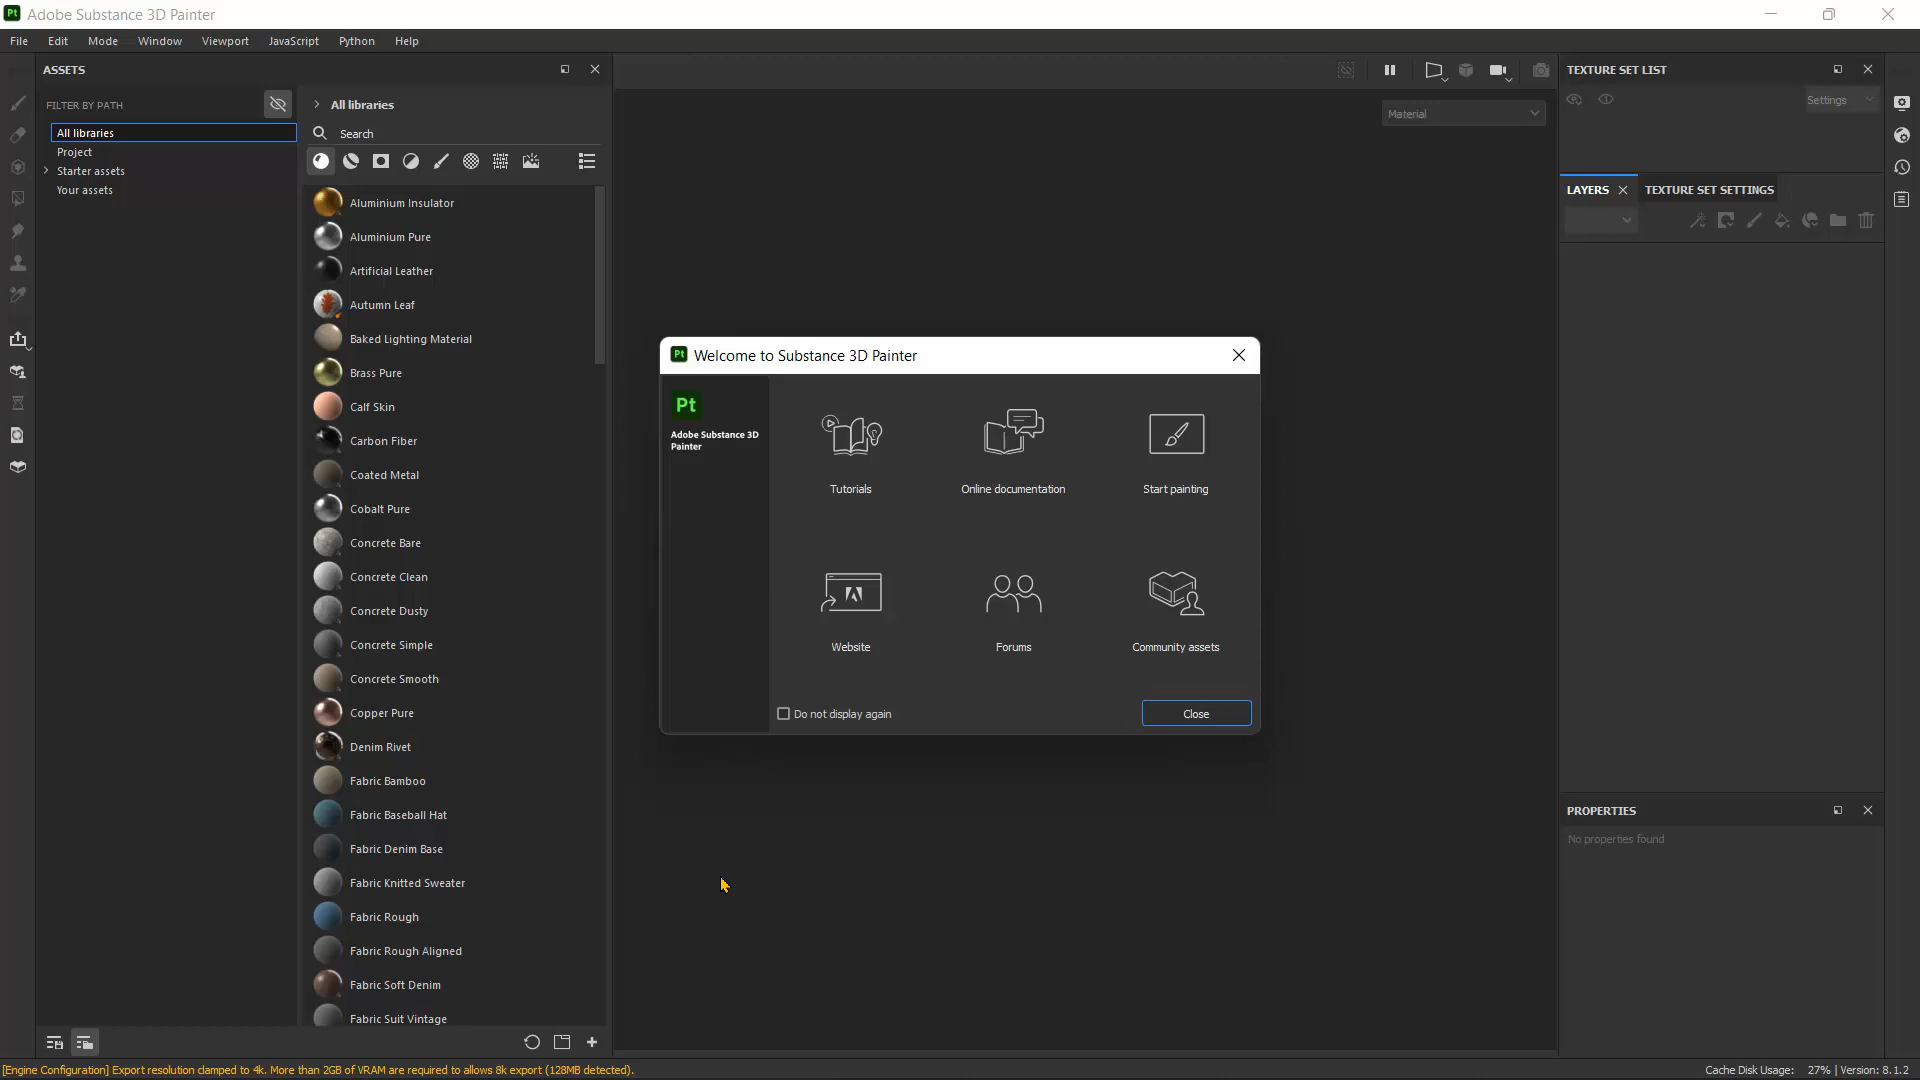 Pt Adobe Substance 3D Painter
File Edit Mode Window Viewport JavaScript Python Help
ASSETS
FILTER BY PATH
All libraries
Project
Starter assets
Your assets
All libraries
Search
Aluminium Insulator
Aluminium Pure
Artificial Leather
Autumn Leaf
Baked Lighting Material
Brass Pure
Calf Skin
Carbon Fiber
Coated Metal
Cobalt Pure
Concrete Bare
Concrete Clean
Concrete Dusty
Concrete Simple
Concrete Smooth
Copper Pure
Denim Rivet
Fabric Bamboo
Fabric Baseball Hat
Fabric Denim Base
Fabric Knitted Sweater
Fabric Rough
Fabric Rough Aligned
Fabric Soft Denim
Fabric Suit Vintage
Material
Pt Welcome to Substance 3D Painter
Pt
Adobe Substance 3D
Painter
Tutorials
Online documentation
Start painting
Website
Forums
Community assets
Do not display again
Close
TEXTURE SET LIST
Settings
LAYERS
TEXTURE SET SETTINGS
PROPERTIES
No properties found
[Engine Configuration] Export resolution clamped to 4k. More than 2GB of VRAM are required to allows 8k export (128MB detected).
Cache Disk Usage: 27% | Version: 8.1.2